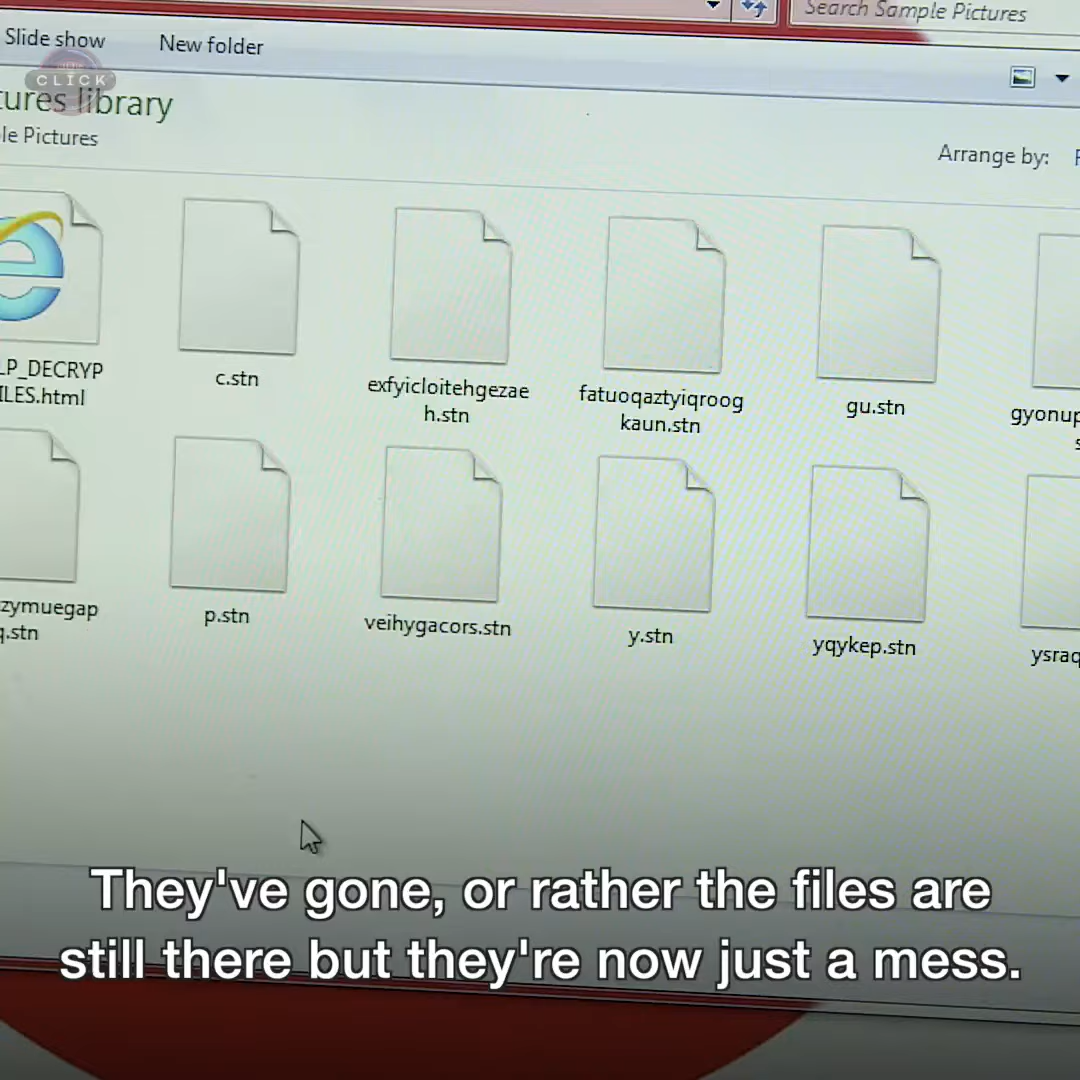 Search Sample Pictures
Slide show New folder
CLICK
tures library
le Pictures
Arrange by:
LP_DECRYP
ILES.html
c.stn
exfyicloitehgezae
h.stn
fatuoqaztyiqroog
kaun.stn
gu.stn
gyonup
zymuegap
q.stn
p.stn
veihygacors.stn
y.stn
yqykep.stn
ysraq
They've gone, or rather the files are
still there but they're now just a mess.